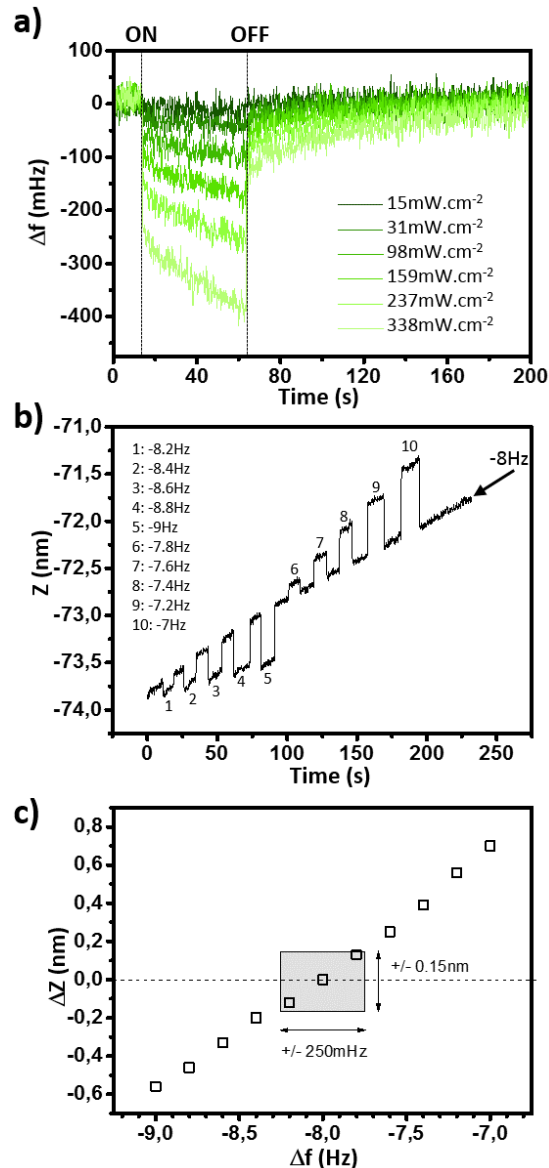 a)
ON OFF
100
0
-100
-200
-300
-400
Δf (mHz)
15mW.cm⁻²
31mW.cm⁻²
98mW.cm⁻²
159mW.cm⁻²
237mW.cm⁻²
338mW.cm⁻²
0 40 80 120 160 200
Time (s)
b)
-71,0
-71,5
-72,0
-72,5
-73,0
-73,5
-74,0
Z (nm)
1: -8.2Hz
2: -8.4Hz
3: -8.6Hz
4: -8.8Hz
5: -9Hz
6: -7.8Hz
7: -7.6Hz
8: -7.4Hz
9: -7.2Hz
10: -7Hz
10
-8Hz
9
8
7
6
1 2 3 4 5
0 50 100 150 200 250
Time (s)
c)
0,8
0,6
0,4
0,2
0,0
-0,2
-0,4
-0,6
ΔZ (nm)
+/- 0.15nm
+/- 250mHz
-9,0 -8,5 -8,0 -7,5 -7,0
Δf (Hz)